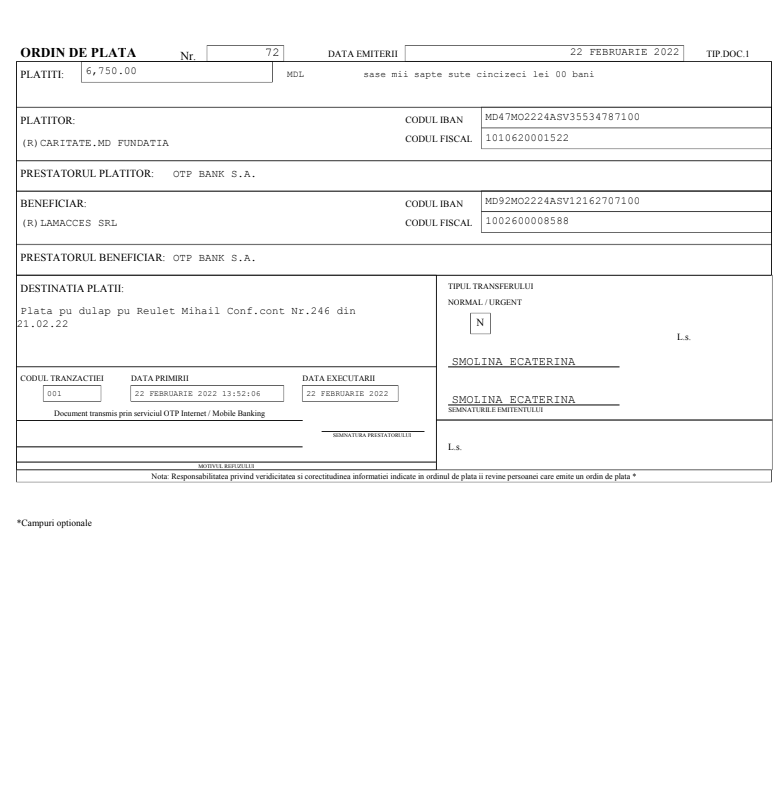 ORDIN DE PLATA Nr. 72 DATA EMITERII 22 FEBRUARIE 2022 TIP.DOC.1
PLATITI: 6,750.00 MDL sase mii sapte sute cincizeci lei 00 bani
PLATITOR: CODUL IBAN MD47MO2224ASV35534787100
(R)CARITATE.MD FUNDATIA CODUL FISCAL 1010620001522
PRESTATORUL PLATITOR: OTP BANK S.A.
BENEFICIAR: CODUL IBAN MD92MO2224ASV12162707100
(R)LAMACCES SRL CODUL FISCAL 1002600008588
PRESTATORUL BENEFICIAR: OTP BANK S.A.
DESTINATIA PLATII:
Plata pu dulap pu Reulet Mihail Conf.cont Nr.246 din
21.02.22
TIPUL TRANSFERULUI
NORMAL / URGENT
N
L.s.
SMOLINA ECATERINA
CODUL TRANZACTIEI DATA PRIMIRII DATA EXECUTARII
001 22 FEBRUARIE 2022 13:52:06 22 FEBRUARIE 2022
SMOLINA ECATERINA
SEMNATURILE EMITENTULUI
Document transmis prin serviciul OTP Internet / Mobile Banking
SEMNATURA PRESTATORULUI
L.s.
MOTIVUL REFUZULUI
Nota: Responsabilitatea privind veridicitatea si corectitudinea informatiei indicate in ordinul de plata ii revine persoanei care emite un ordin de plata *
*Campuri optionale